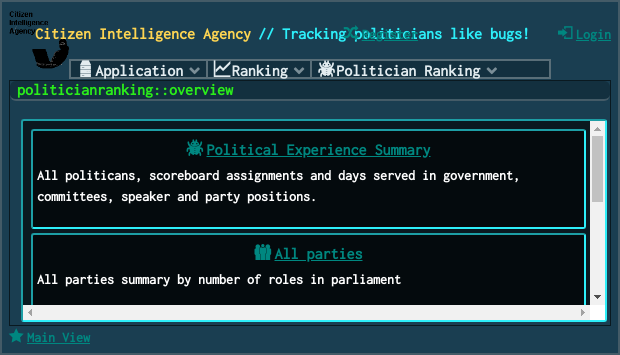 Citizen
Intelligence
Agency
Citizen Intelligence Agency // Tracking politicians like bugs!
Register
Login
Application
Ranking
Politician Ranking
politicianranking::overview
Political Experience Summary
All politicians, scoreboard assignments and days served in government,
committees, speaker and party positions.
All parties
All parties summary by number of roles in parliament
Main View